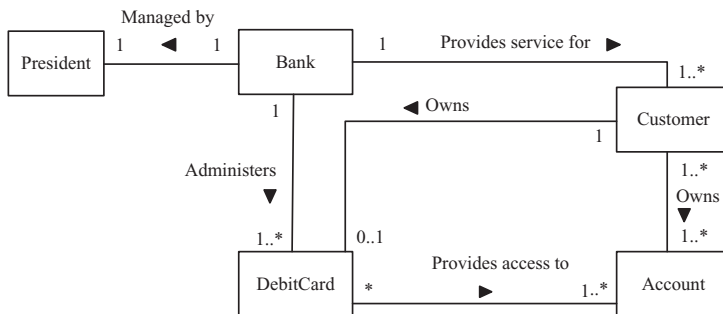 Managed by
1
1
1
Provides service for
President
Bank
1..*
1
Owns
Customer
1
1..*
Administers
Owns
1..*
0..1
1..*
Provides access to
DebitCard
*
1..*
Account